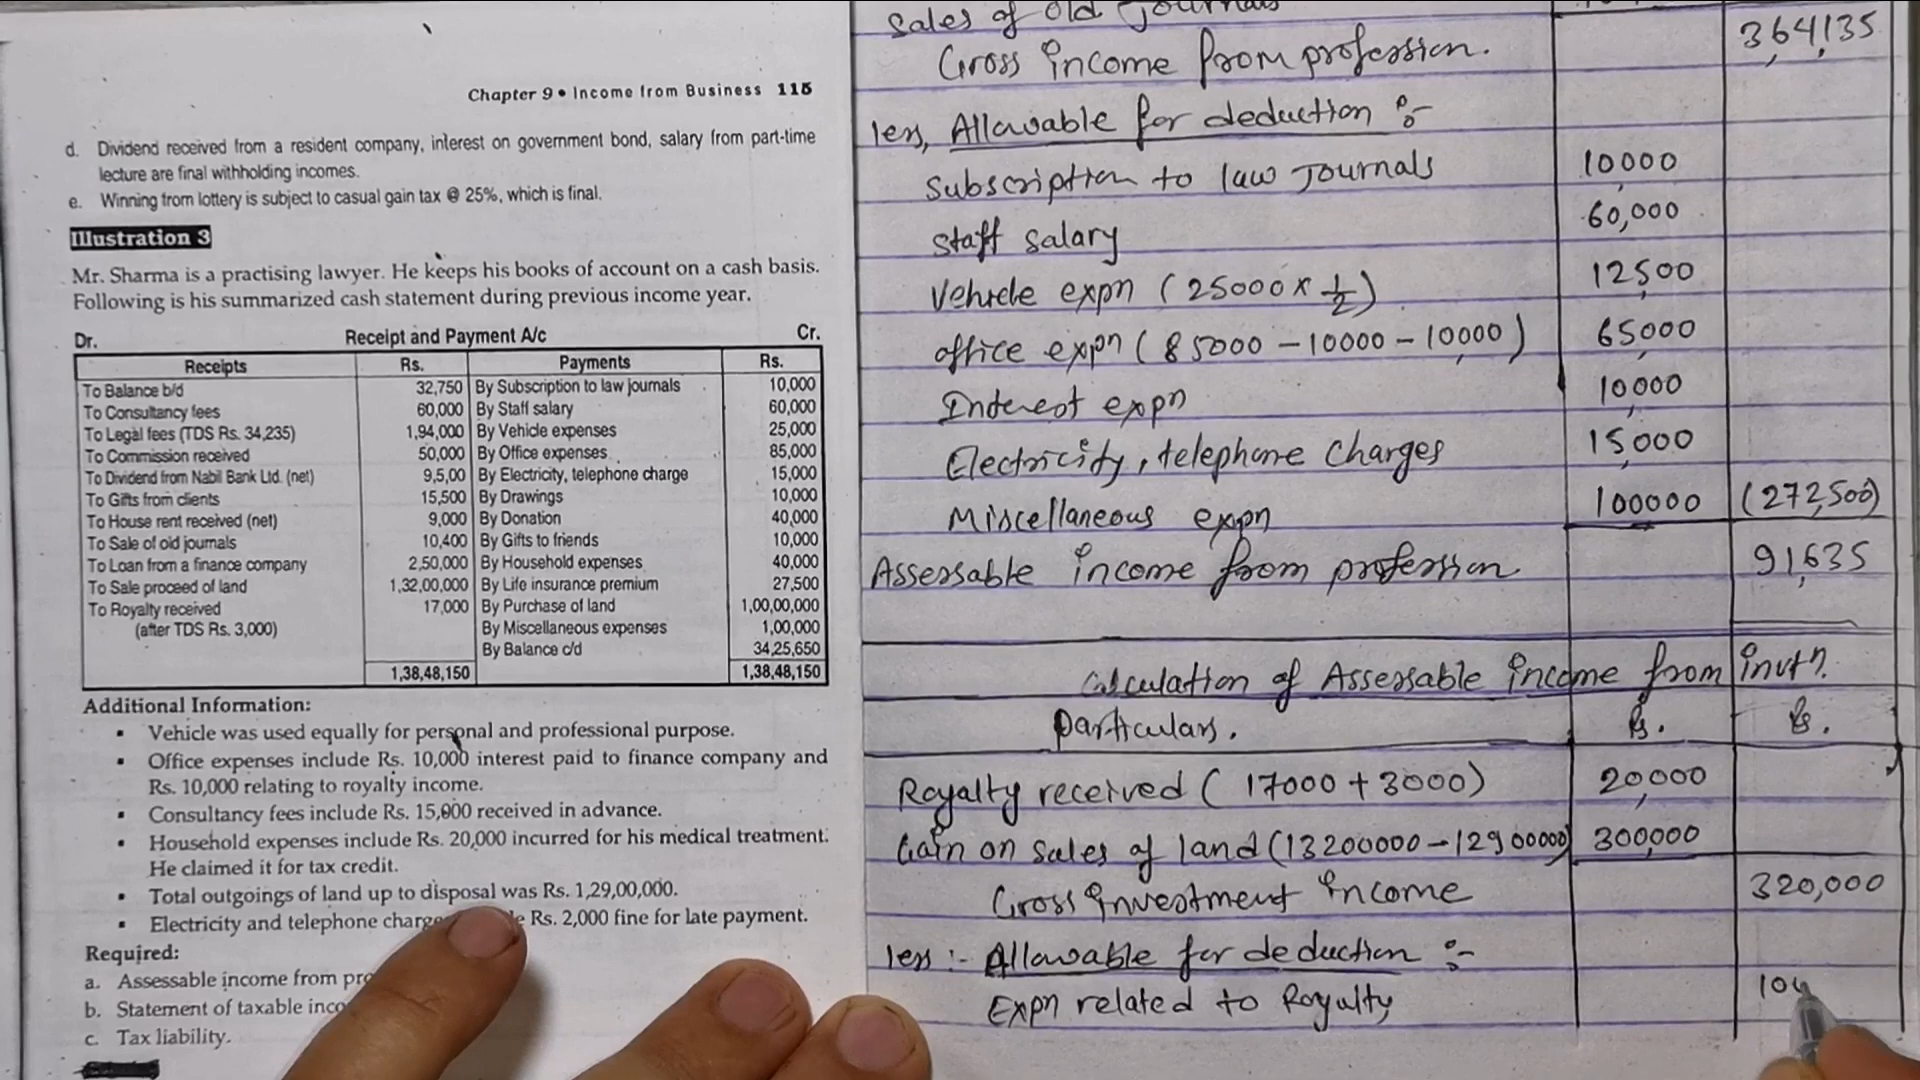 Chapter 9 • Income from Business 115
d. Dividend received from a resident company, interest on government bond, salary from part-time
lecture are final withholding incomes.
e. Winning from lottery is subject to casual gain tax @ 25%, which is final.
Illustration 3
Mr. Sharma is a practising lawyer. He keeps his books of account on a cash basis.
Following is his summarized cash statement during previous income year.
Dr. Receipt and Payment A/c Cr.
Receipts Rs. Payments Rs.
To Balance b/d 32,750 By Subscription to law journals 10,000
To Consultancy fees 60,000 By Staff salary 60,000
To Legal fees (TDS Rs. 34,235) 1,94,000 By Vehicle expenses 25,000
To Commission received 50,000 By Office expenses 85,000
To Dividend from Nabil Bank Ltd. (net) 9,5,00 By Electricity, telephone charge 15,000
To Gifts from clients 15,500 By Drawings 10,000
To House rent received (net) 9,000 By Donation 40,000
To Sale of old journals 10,400 By Gifts to friends 10,000
To Loan from a finance company 2,50,000 By Household expenses 40,000
To Sale proceed of land 1,32,00,000 By Life insurance premium 27,500
To Royalty received 17,000 By Purchase of land 1,00,00,000
(after TDS Rs. 3,000) By Miscellaneous expenses 1,00,000
By Balance c/d 34,25,650
1,38,48,150 1,38,48,150
Additional Information:
▪ Vehicle was used equally for personal and professional purpose.
▪ Office expenses include Rs. 10,000 interest paid to finance company and
Rs. 10,000 relating to royalty income.
▪ Consultancy fees include Rs. 15,000 received in advance.
▪ Household expenses include Rs. 20,000 incurred for his medical treatment.
He claimed it for tax credit.
▪ Total outgoings of land up to disposal was Rs. 1,29,00,000.
▪ Electricity and telephone charge Rs. 2,000 fine for late payment.
Required:
a. Assessable income from pro
b. Statement of taxable inco
c. Tax liability.
Sales of old Journals
Gross income from profession. 364,135
less, Allowable for deduction :-
Subscription to law Journals 10000
Staff salary 60,000
Vehicle expn (25000 x 1/2) 12500
office expn (85000 - 10000 - 10000) 65000
Interest expn 10000
Electricity, telephone charges 15000
Miscellaneous expn 100000 (272,500)
Assessable income from profession 91,635
Calculation of Assessable income from invtⁿ.
Particulars. Rs. Rs.
Royalty received (17000 + 3000) 20,000
Gain on sales of land (13200000 - 12900000) 300,000
Gross investment income 320,000
less :- Allowable for deduction :-
Expn related to Royalty 100